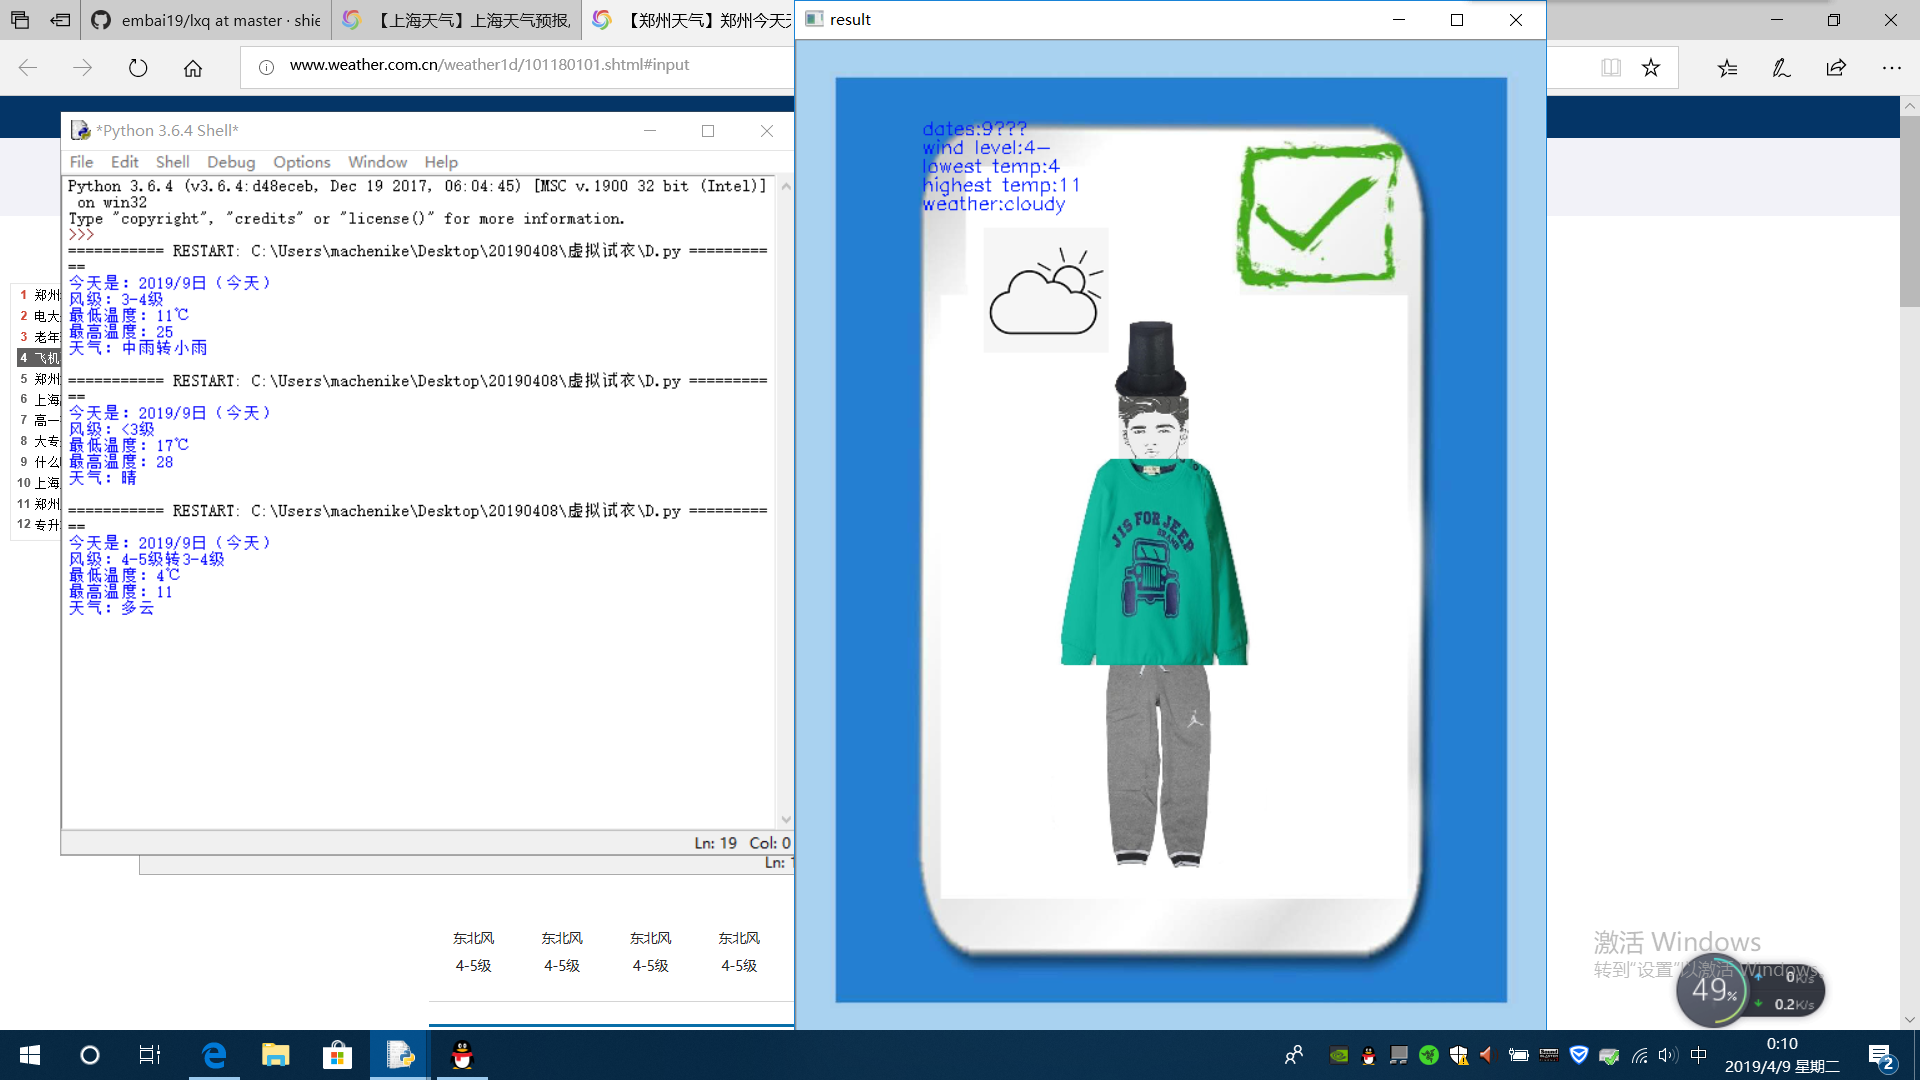 embai19/lxq at master · shie
【上海天气】上海天气预报,
【郑州天气】郑州今天天
result
www.weather.com.cn/weather1d/101180101.shtml#input
*Python 3.6.4 Shell*
File Edit Shell Debug Options Window Help
Python 3.6.4 (v3.6.4:d48eceb, Dec 19 2017, 06:04:45) [MSC v.1900 32 bit (Intel)]
on win32
Type "copyright", "credits" or "license()" for more information.
>>>
=========== RESTART: C:\Users\machenike\Desktop\20190408\虚拟试衣\D.py ==========
==
今天是：2019/9日（今天）
风级：3-4级
最低温度：11℃
最高温度：25
天气：中雨转小雨
=========== RESTART: C:\Users\machenike\Desktop\20190408\虚拟试衣\D.py ==========
==
今天是：2019/9日（今天）
风级：<3级
最低温度：17℃
最高温度：28
天气：晴
=========== RESTART: C:\Users\machenike\Desktop\20190408\虚拟试衣\D.py ==========
==
今天是：2019/9日（今天）
风级：4-5级转3-4级
最低温度：4℃
最高温度：11
天气：多云
Ln: 19 Col: 0
Ln: 1
1 郑州
2 电大
3 老年
4 飞机
5 郑州
6 上海
7 高一
8 大专
9 什么
10 上海
11 郑州
12 专升
东北风 东北风 东北风 东北风
4-5级 4-5级 4-5级 4-5级
dates:9???
wind level:4-
lowest temp:4
highest temp:11
weather:cloudy
J IS FOR JEEP
BRAND
激活 Windows
转到"设置"以激活 Windows。
49%
0K/s
0.2K/s
中
0:10
2019/4/9 星期二
2